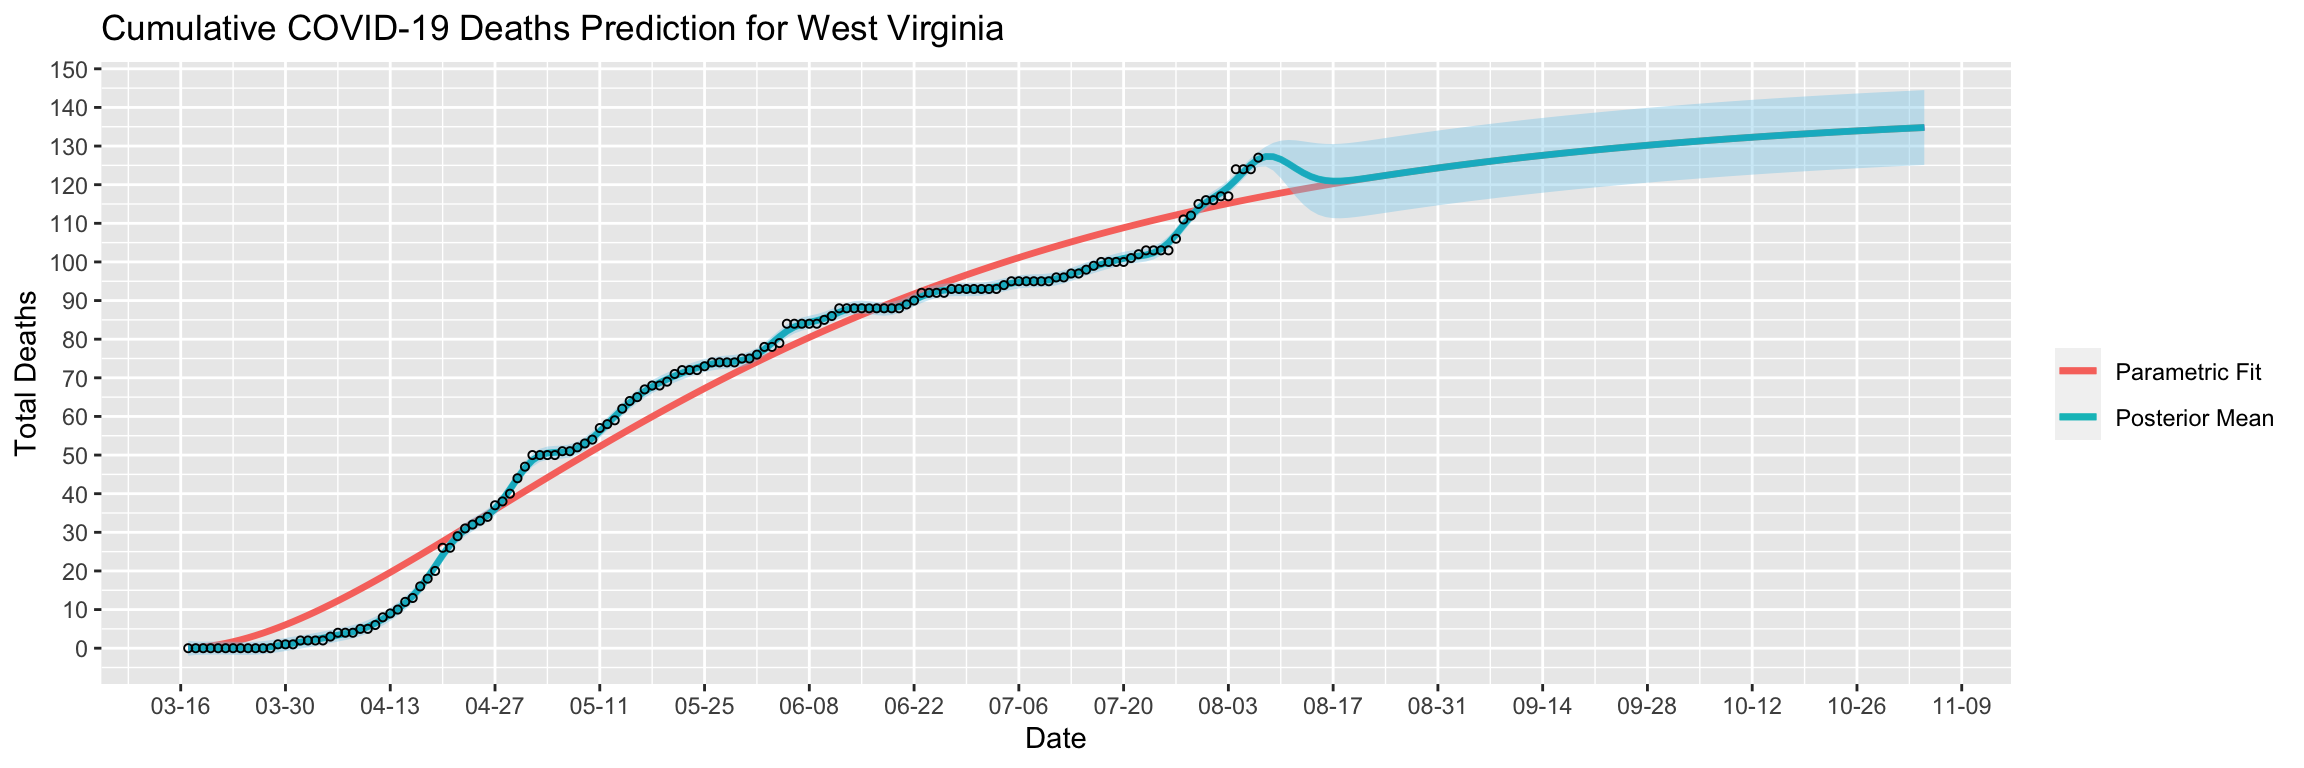 Cumulative COVID-19 Deaths Prediction for West Virginia
150
140
130
120
110
100
90
80
70
60
50
40
30
20
10
0
Total Deaths
03-16 03-30 04-13 04-27 05-11 05-25 06-08 06-22 07-06 07-20 08-03 08-17 08-31 09-14 09-28 10-12 10-26 11-09
Date
Parametric Fit
Posterior Mean